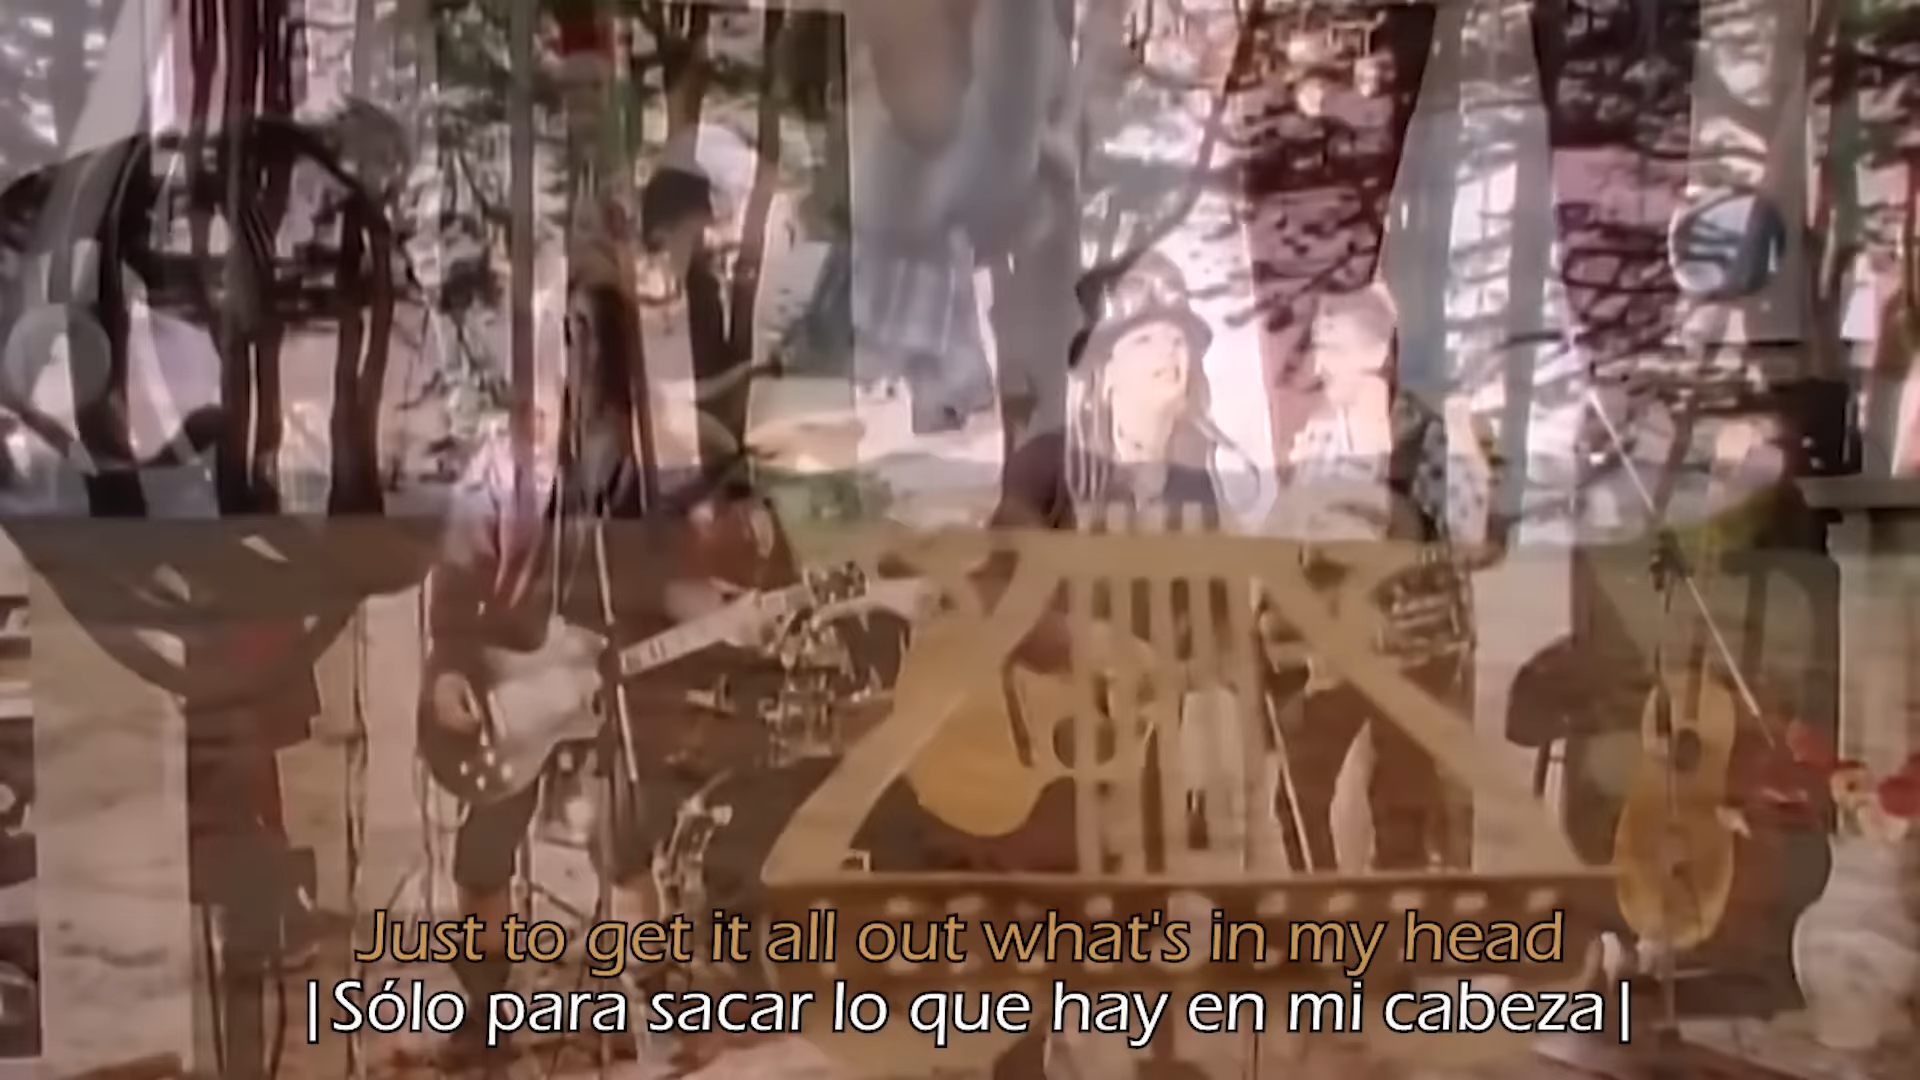 Just to get it all out what's in my head
|Sólo para sacar lo que hay en mi cabeza|